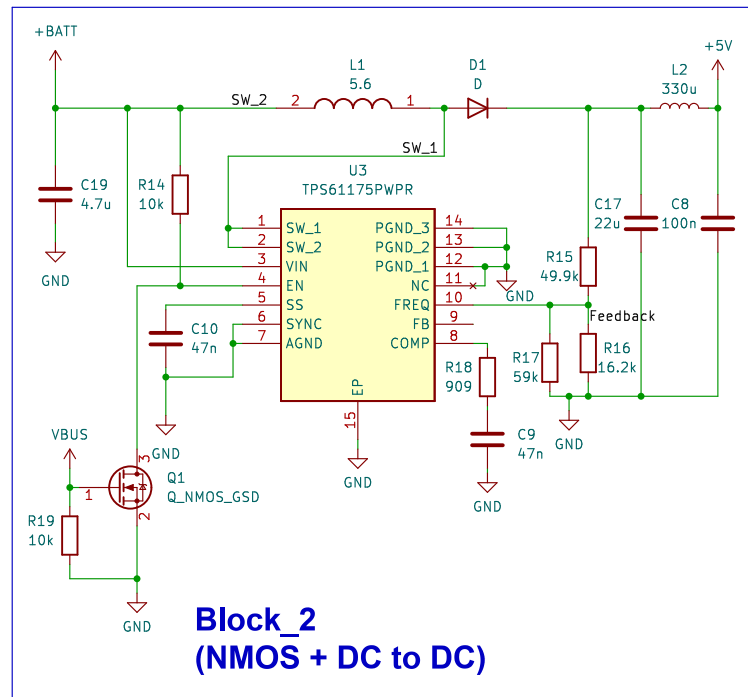 +BATT
+5V
L1
5.6
D1
D
L2
330u
SW_2
2
1
SW_1
U3
TPS61175PWPR
C19
4.7u
R14
10k
C17
22u
C8
100n
R15
49.9k
1
SW_1
PGND_3
14
2
SW_2
PGND_2
13
3
VIN
PGND_1
12
4
EN
NC
11
5
SS
FREQ
10
6
SYNC
FB
9
7
AGND
COMP
8
EP
15
GND
GND
Feedback
C10
47n
R18
909
R17
59k
R16
16.2k
GND
GND
C9
47n
GND
GND
VBUS
3
1
2
Q1
Q_NMOS_GSD
R19
10k
GND
Block_2
(NMOS + DC to DC)